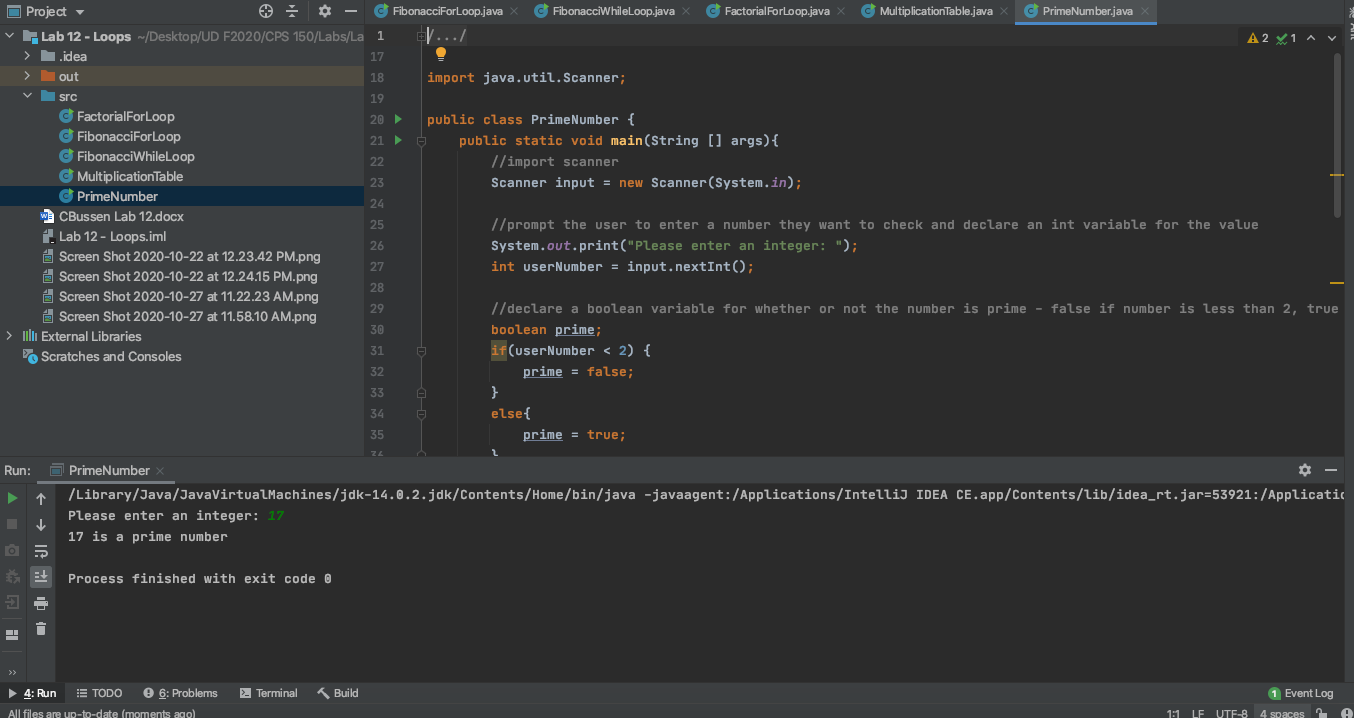 Project
FibonacciForLoop.java
FibonacciWhileLoop.java
FactorialForLoop.java
MultiplicationTable.java
PrimeNumber.java
Lab 12 - Loops ~/Desktop/UD F2020/CPS 150/Labs/La
.idea
out
src
FactorialForLoop
FibonacciForLoop
FibonacciWhileLoop
MultiplicationTable
PrimeNumber
CBussen Lab 12.docx
Lab 12 - Loops.iml
Screen Shot 2020-10-22 at 12.23.42 PM.png
Screen Shot 2020-10-22 at 12.24.15 PM.png
Screen Shot 2020-10-27 at 11.22.23 AM.png
Screen Shot 2020-10-27 at 11.58.10 AM.png
External Libraries
Scratches and Consoles
1 /.../
2 1
17
18 import java.util.Scanner;
19
20 public class PrimeNumber {
21 public static void main(String [] args){
22 //import scanner
23 Scanner input = new Scanner(System.in);
24
25 //prompt the user to enter a number they want to check and declare an int variable for the value
26 System.out.print("Please enter an integer: ");
27 int userNumber = input.nextInt();
28
29 //declare a boolean variable for whether or not the number is prime - false if number is less than 2, true
30 boolean prime;
31 if(userNumber < 2) {
32 prime = false;
33 }
34 else{
35 prime = true;
36 }
Run: PrimeNumber
/Library/Java/JavaVirtualMachines/jdk-14.0.2.jdk/Contents/Home/bin/java -javaagent:/Applications/IntelliJ IDEA CE.app/Contents/lib/idea_rt.jar=53921:/Applicatio
Please enter an integer: 17
17 is a prime number
Process finished with exit code 0
4: Run
TODO
6: Problems
Terminal
Build
1 Event Log
All files are up-to-date (moments ago)
1:1 LF UTF-8 4 spaces